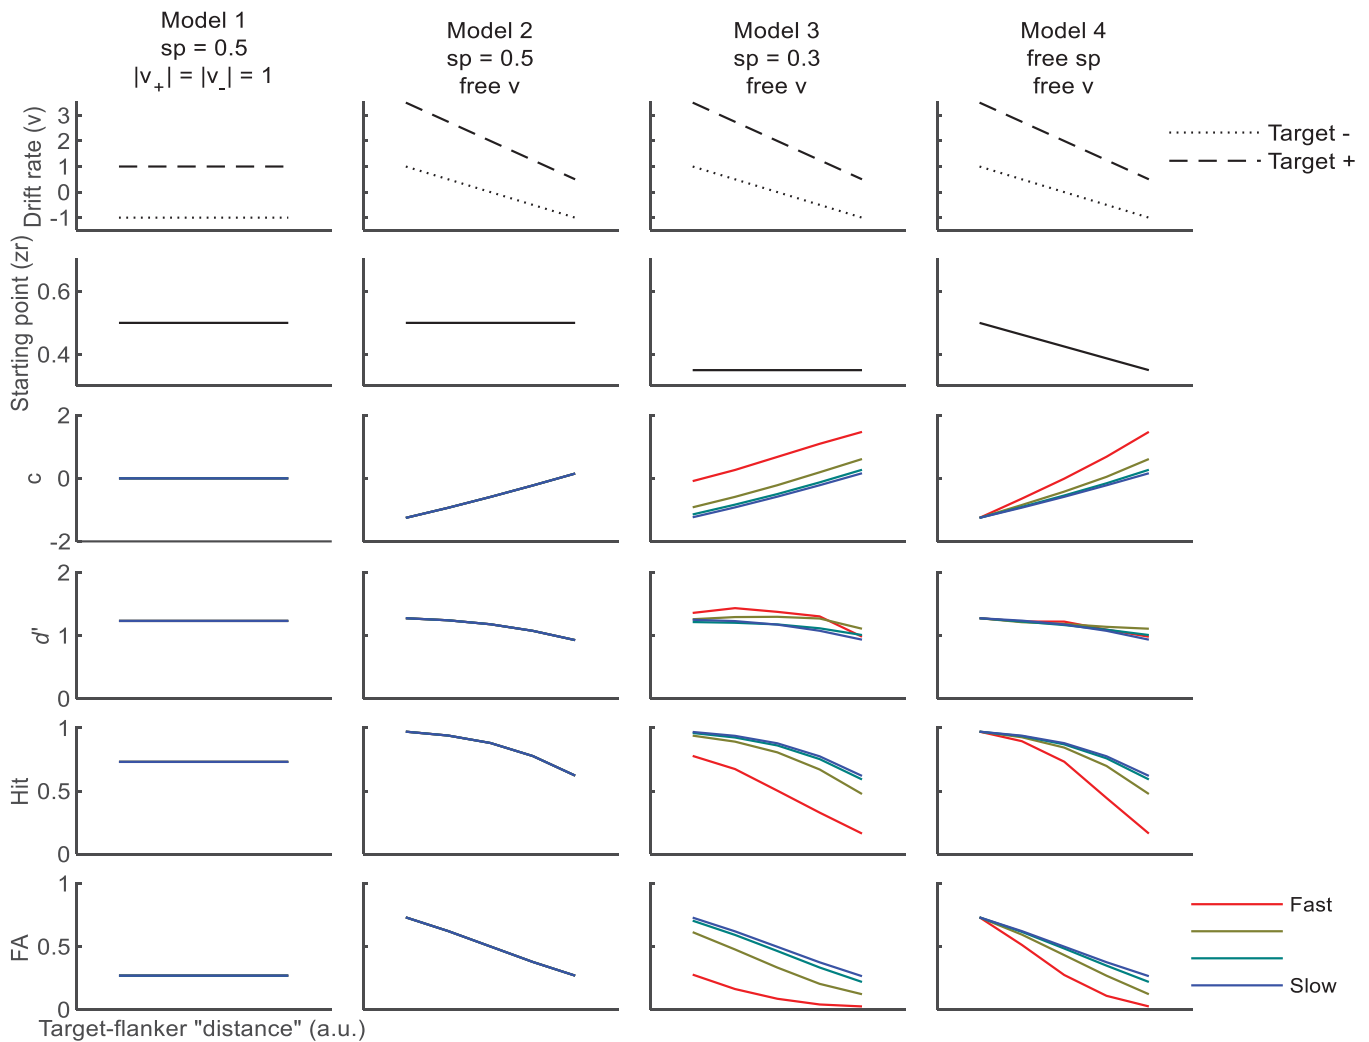 Model 1
sp = 0.5
|v+| = |v-| = 1
Model 2
sp = 0.5
free v
Model 3
sp = 0.3
free v
Model 4
free sp
free v
Drift rate (v)
3
2
1
0
-1
Target -
Target +
Starting point (zr)
0.6
0.4
c
2
0
-2
d'
2
1
0
Hit
1
0.5
0
FA
1
0.5
0
Fast
Slow
Target-flanker "distance" (a.u.)